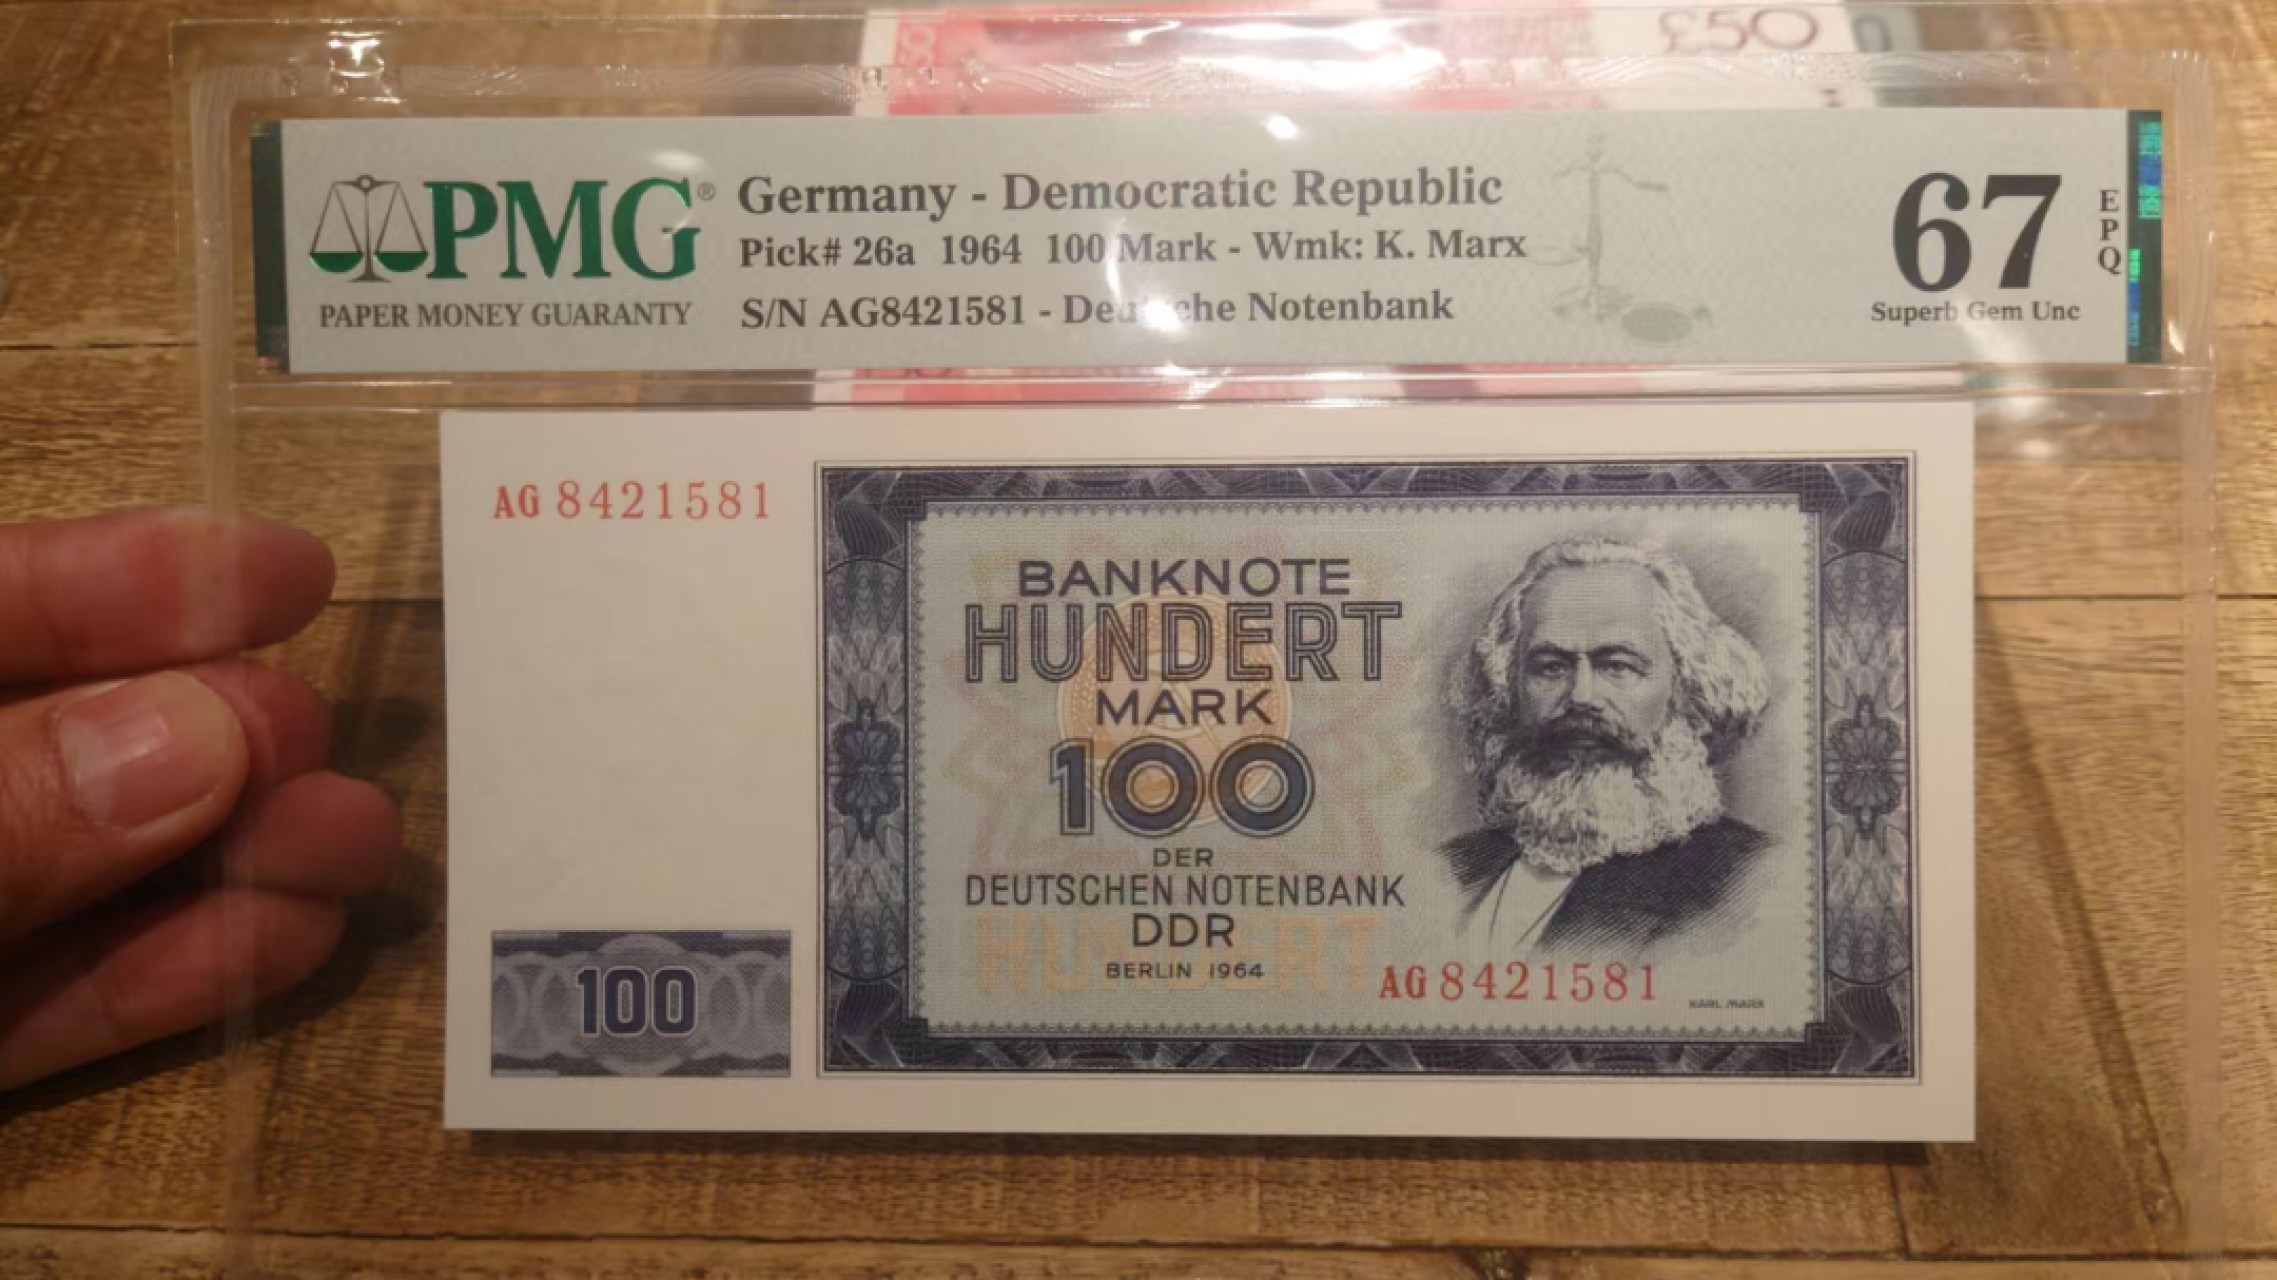 £50
PMG®
PAPER MONEY GUARANTY
Germany - Democratic Republic
Pick# 26a 1964 100 Mark - Wmk: K. Marx
S/N AG8421581 - Deutsche Notenbank
67
EPQ
Superb Gem Unc
AG 8421581
BANKNOTE
HUNDERT
MARK
100
DER
DEUTSCHEN NOTENBANK
DDR
HUNDERT
BERLIN 1964
AG 8421581
KARL MARX
100